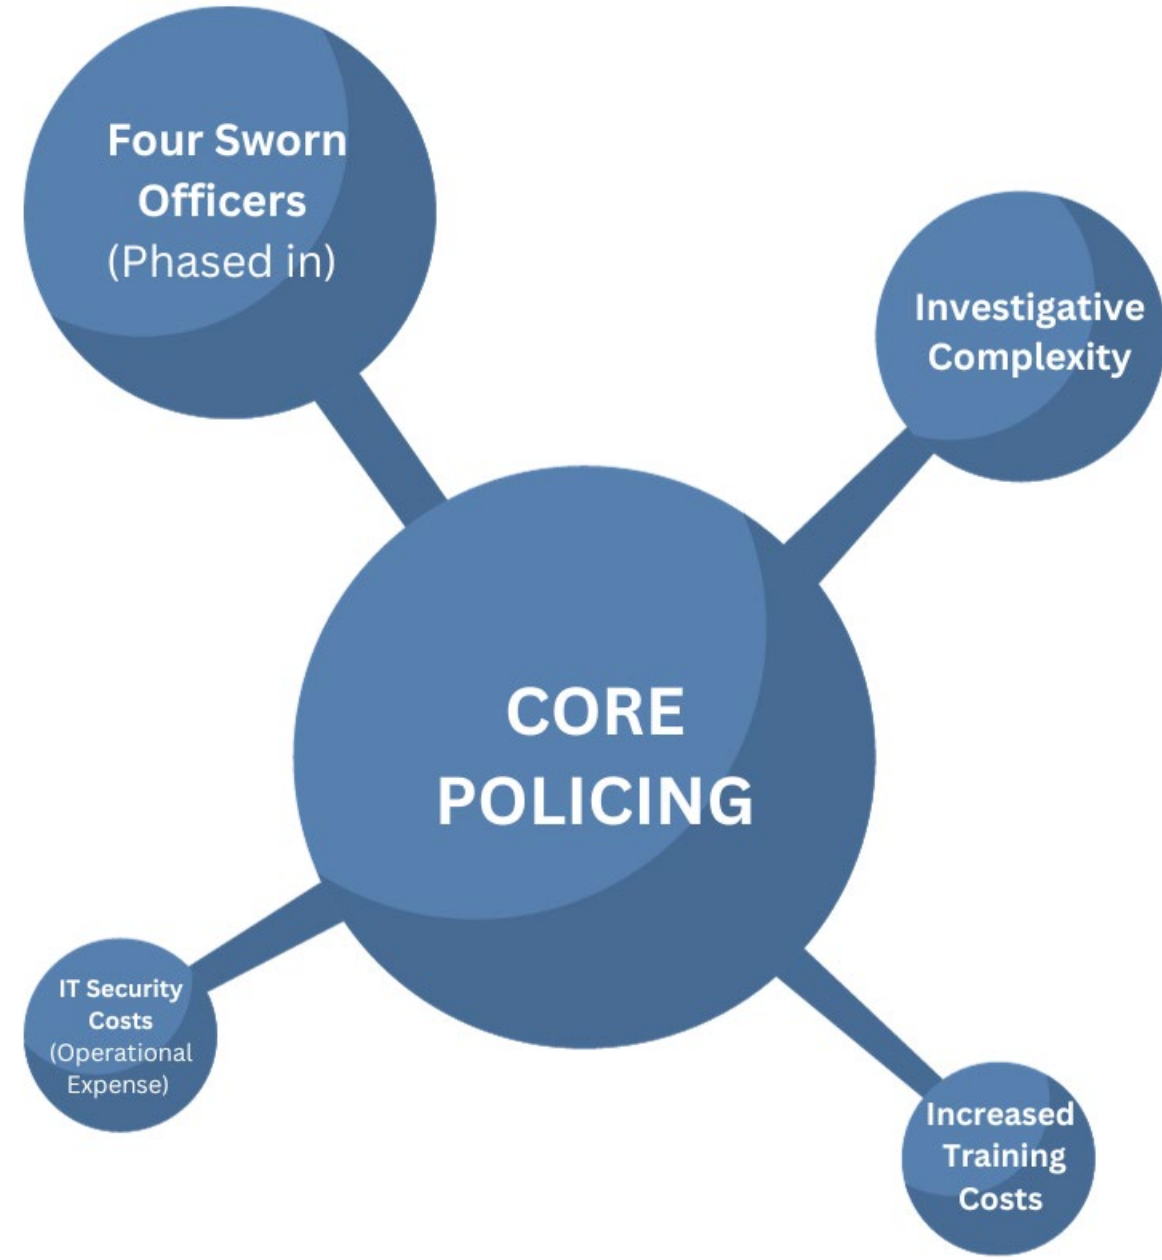 Four Sworn
Officers
(Phased in)
Investigative
Complexity
CORE
POLICING
IT Security
Costs
(Operational
Expense)
Increased
Training
Costs